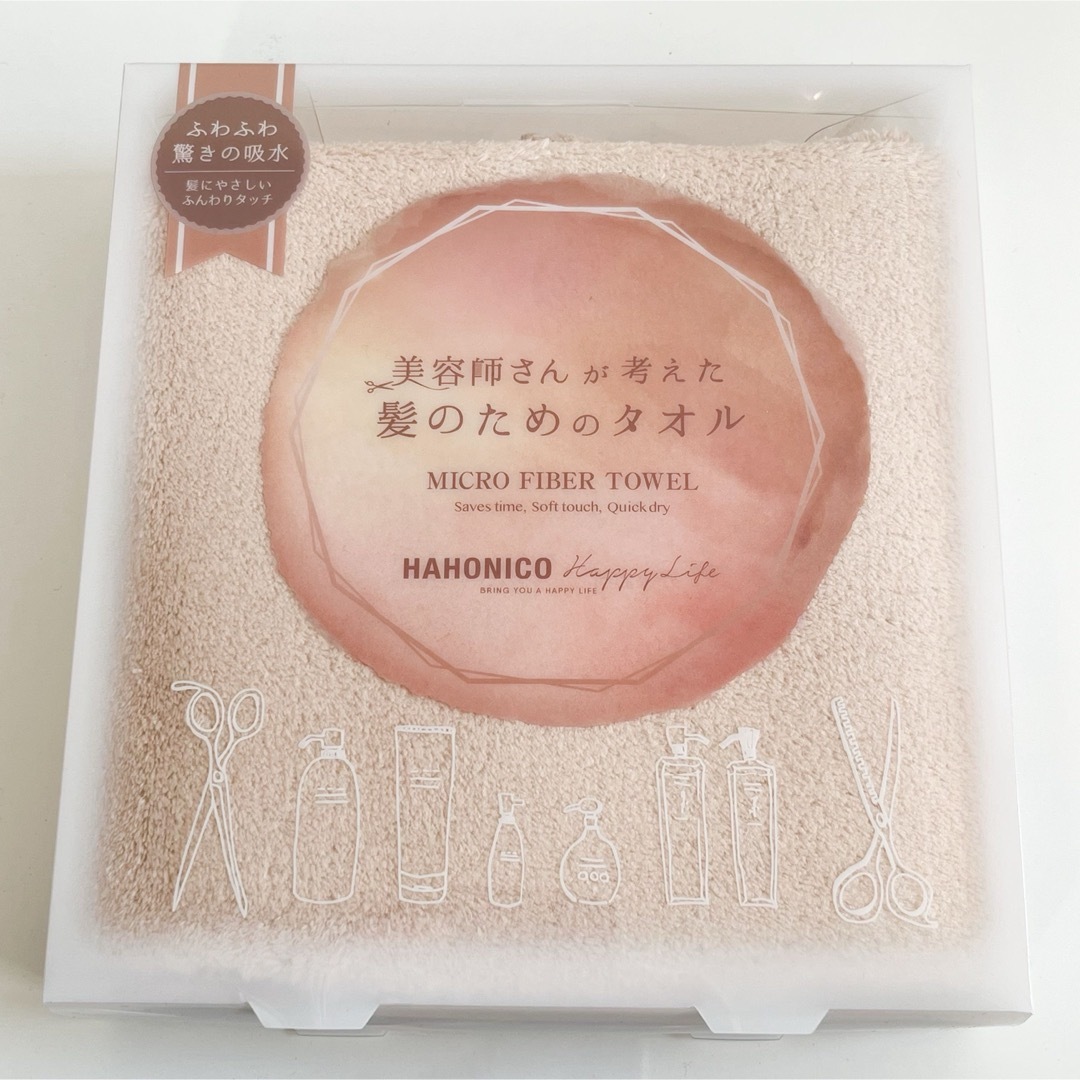 ふわふわ
驚きの吸水
髪にやさしい
ふんわりタッチ
美容師さんが考えた
髪のためのタオル
MICRO FIBER TOWEL
Saves time, Soft touch, Quick dry
HAHONICO Happy Life
BRING YOU A HAPPY LIFE